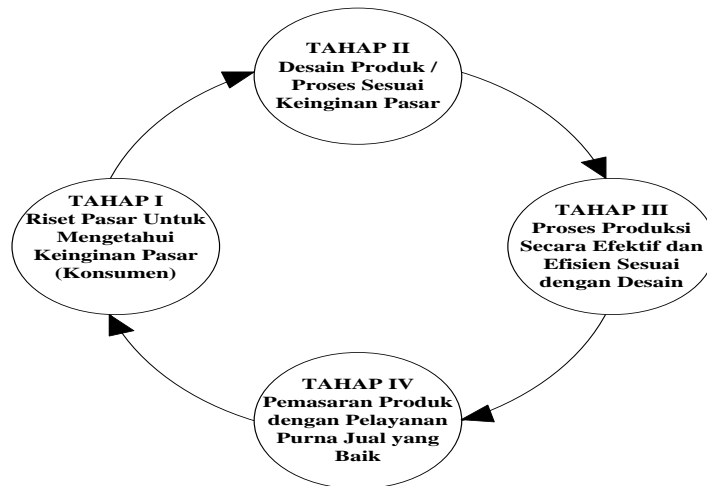 TAHAP II
Desain Produk /
Proses Sesuai
Keinginan Pasar
TAHAP I
Riset Pasar Untuk
Mengetahui
Keinginan Pasar
(Konsumen)
TAHAP III
Proses Produksi
Secara Efektif dan
Efisien Sesuai
dengan Desain
TAHAP IV
Pemasaran Produk
dengan Pelayanan
Purna Jual yang
Baik